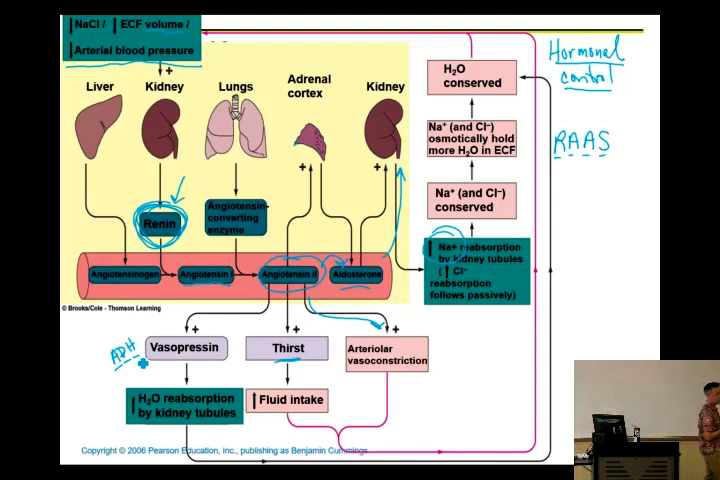 ↓ NaCl / ↓ ECF volume /
↓ Arterial blood pressure
Hormonal
control
RAAS
+
Liver
Kidney
Lungs
Adrenal
cortex
Kidney
H₂O
conserved
Na⁺ (and Cl⁻)
osmotically hold
more H₂O in ECF
Na⁺ (and Cl⁻)
conserved
+
+
Renin
Angiotensin-
converting
enzyme
↑ Na+ reabsorption
by kidney tubules
(↑ Cl⁻
reabsorption
follows passively)
Angiotensinogen
Angiotensin I
Angiotensin II
Aldosterone
© Brooks/Cole - Thomson Learning
+
+
+
ADH
Vasopressin
Thirst
Arteriolar
vasoconstriction
↑ H₂O reabsorption
by kidney tubules
↑ Fluid intake
Copyright © 2006 Pearson Education, Inc., publishing as Benjamin Cummings